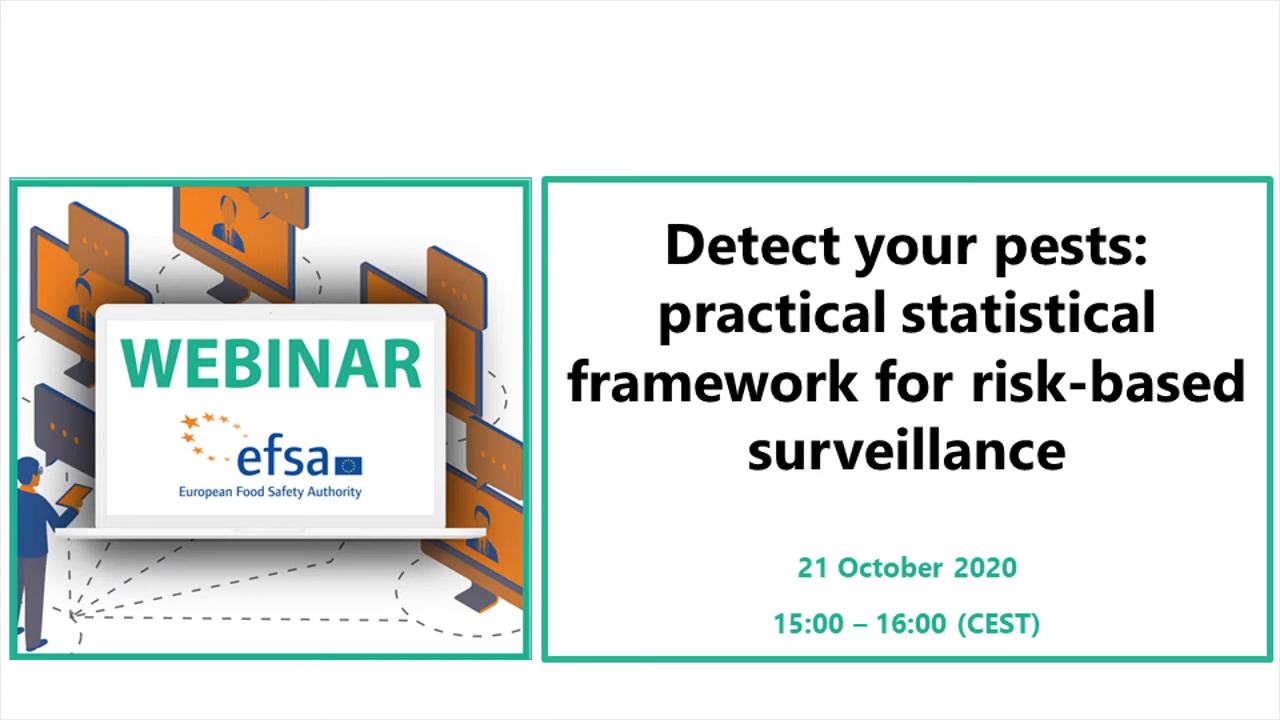 WEBINAR
efsa
European Food Safety Authority
Detect your pests:
practical statistical
framework for risk-based
surveillance
21 October 2020
15:00 – 16:00 (CEST)